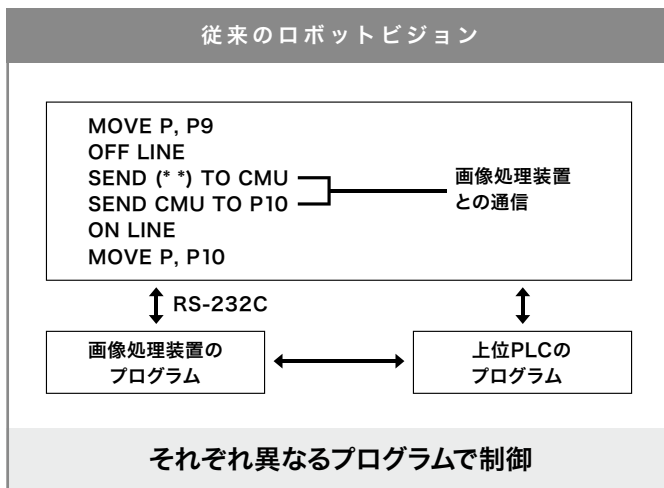 従来のロボットビジョン
MOVE P, P9
OFF LINE
SEND (* *) TO CMU
SEND CMU TO P10
ON LINE
MOVE P, P10
画像処理装置
との通信
RS-232C
画像処理装置の
プログラム
上位PLCの
プログラム
それぞれ異なるプログラムで制御